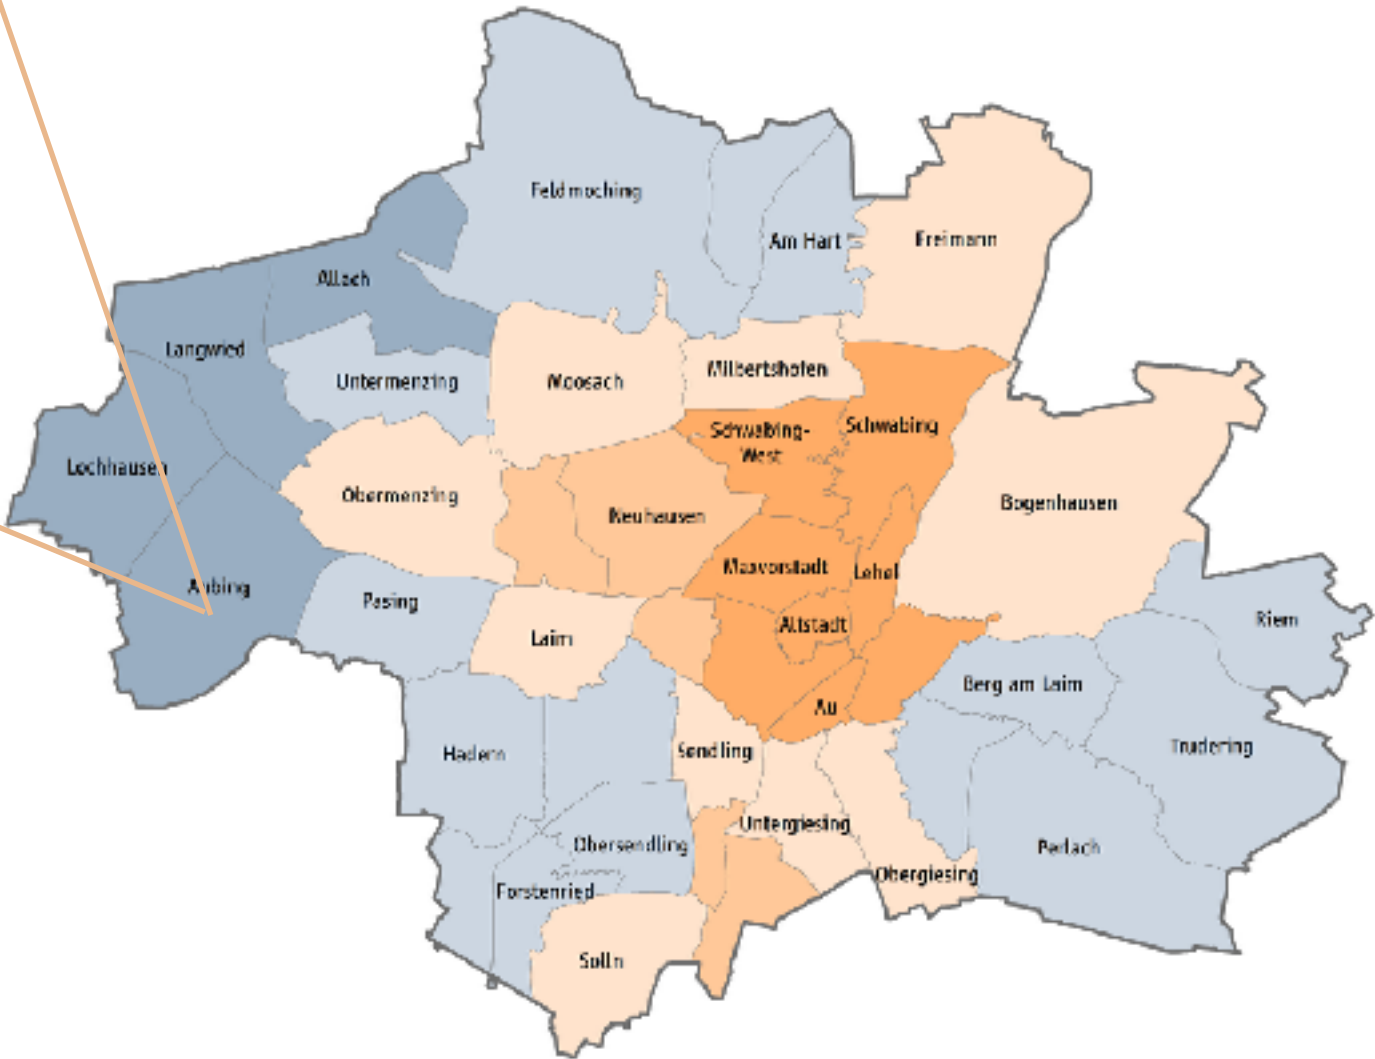 Feldmoching
Am Hart
Freimann
Allach
Langwied
Untermenzing
Moosach
Milbertshofen
Schwabing-
West
Schwabing
Lochhausen
Obermenzing
Neuhausen
Bogenhausen
Maxvorstadt
Lehel
Aubing
Pasing
Laim
Altstadt
Riem
Berg am Laim
Au
Hadern
Sendling
Trudering
Untergiesing
Obersendling
Perlach
Obergiesing
Forstenried
Solln